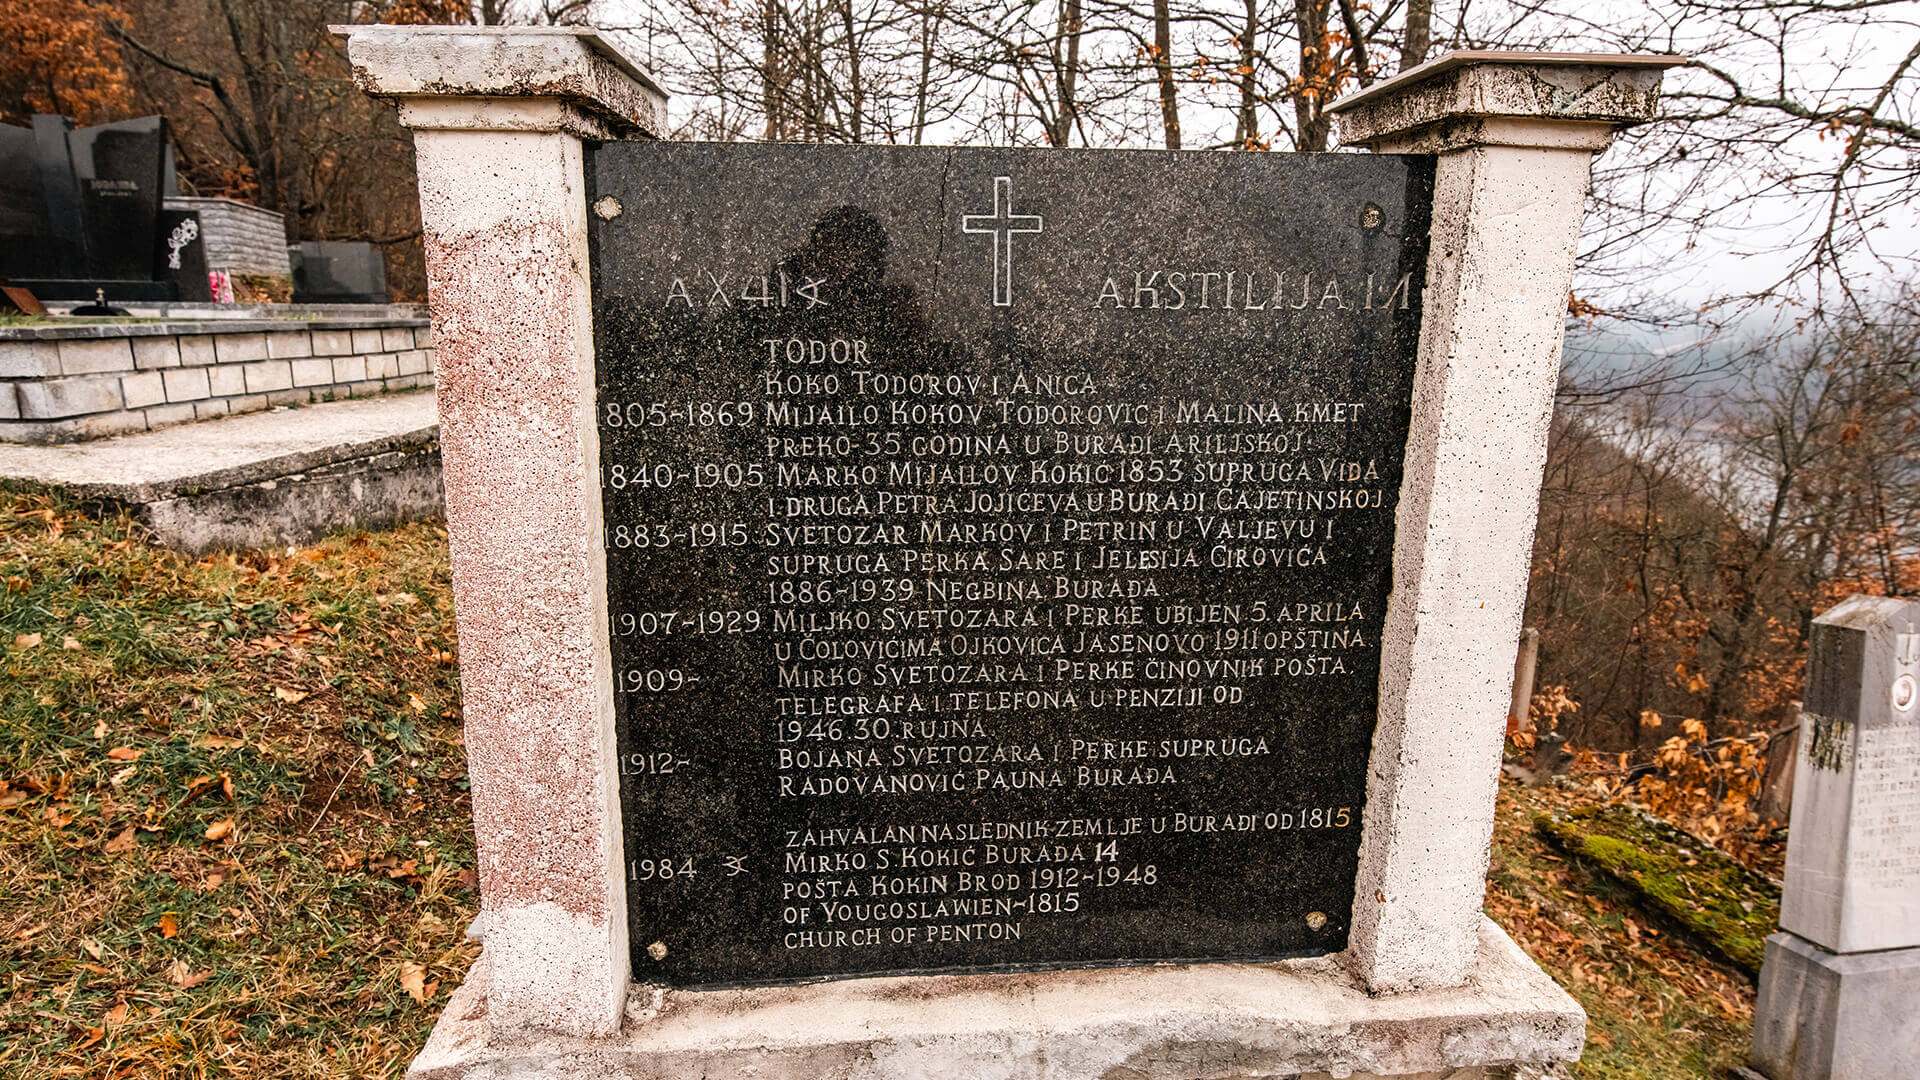 AKSTILIJA
TODOR
KOKO TODOROV I ANICA
1805-1869 MIJAILO KOKOV TODOROVIĆ I MALINA KMET
PREKO 35 GODINA U BURAĐI ARILJSKOJ
1840-1905 MARKO MIJAILOV KOKIĆ 1853 SUPRUGA VIDA
I DRUGA PETRA JOJIĆEVA U BURAĐI ČAJETINSKOJ
1883-1915 SVETOZAR MARKOV I PETRIN U VALJEVU I
SUPRUGA PERKA SARE I JELESIJA ĆIROVIĆA
1886-1939 NEGBINA BURAĐA
1907-1929 MILJKO SVETOZARA I PERKE UBIJEN 5. APRILA
U ČOLOVIĆIMA OJKOVICA JASENOVO 1911 OPŠTINA
1909- MIRKO SVETOZARA I PERKE ČINOVNIK POŠTA,
TELEGRAFA I TELEFONA U PENZIJI OD
1946.30.RUJNA
1912- BOJANA SVETOZARA I PERKE SUPRUGA
RADOVANOVIĆ PAUNA BURAĐA
ZAHVALAN NASLEDNIK ZEMLJE U BURAĐI OD 1815
1984 MIRKO S KOKIĆ BURAĐA 14
POŠTA KOKIN BROD 1912-1948
OF YOUGOSLAWIEN-1815
CHURCH OF PENTON